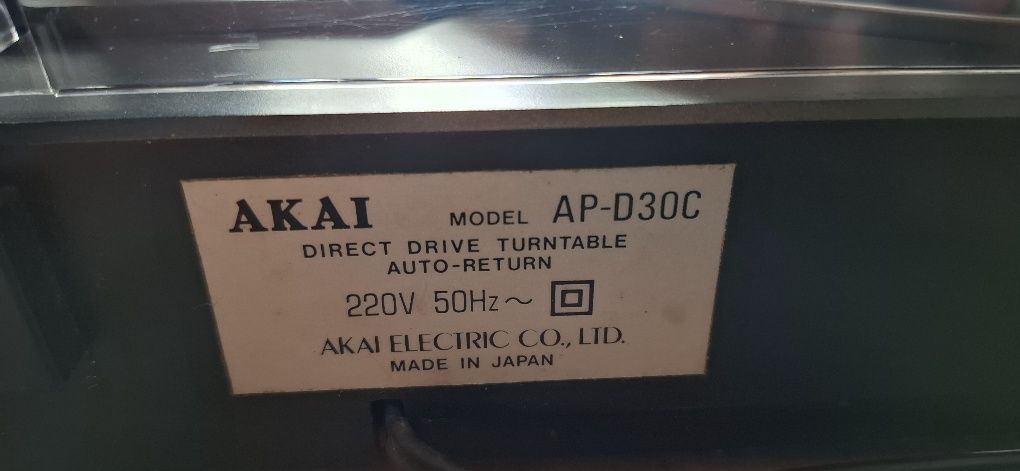 AKAI MODEL AP-D30C
DIRECT DRIVE TURNTABLE
AUTO-RETURN
220V 50Hz ~
AKAI ELECTRIC CO., LTD.
MADE IN JAPAN